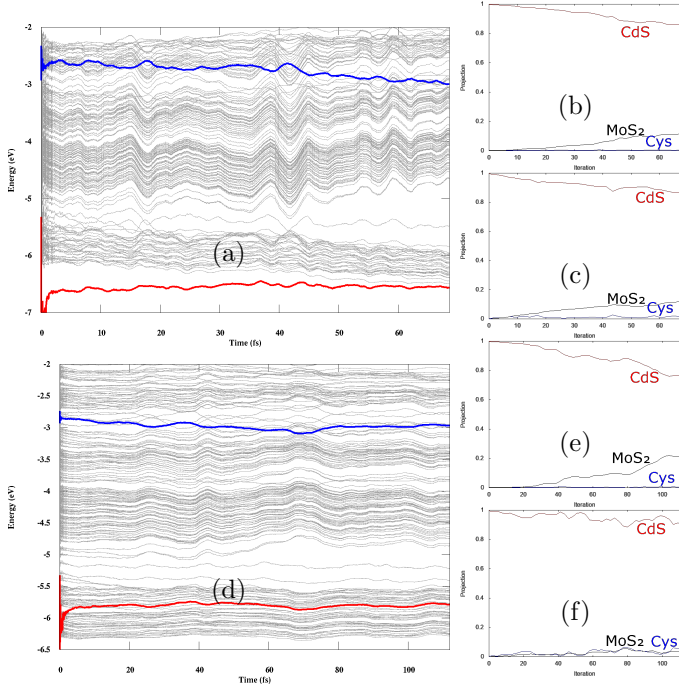 -2
-3
-4
-5
-6
-7
Energy (eV)
0
10
20
30
40
50
60
Time (fs)
(a)
1
0.8
0.6
0.4
0.2
0
Projection
CdS
(b)
MoS2
Cys
0
10
20
30
40
50
60
Iteration
1
0.8
0.6
0.4
0.2
0
Projection
CdS
(c)
MoS2
Cys
0
10
20
30
40
50
60
Iteration
-2
-2.5
-3
-3.5
-4
-4.5
-5
-5.5
-6
-6.5
Energy (eV)
0
20
40
60
80
100
Time (fs)
(d)
1
0.8
0.6
0.4
0.2
0
Projection
CdS
(e)
MoS2
Cys
0
20
40
60
80
100
Iteration
1
0.8
0.6
0.4
0.2
0
Projection
CdS
(f)
MoS2 Cys
0
20
40
60
80
100
Iteration